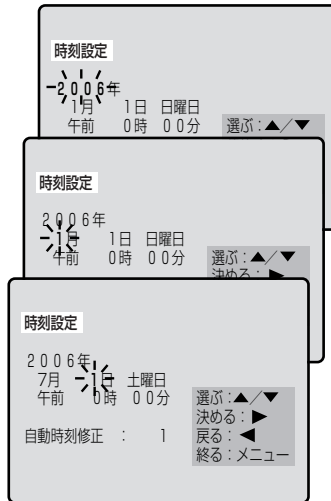 時刻設定
2006年
1月 1日 日曜日
午前 0時 00分 選ぶ:▲/▼
時刻設定
2006年
1月 1日 日曜日
午前 0時 00分 選ぶ:▲/▼
決める:▶
時刻設定
2006年
7月 1日 土曜日
午前 0時 00分 選ぶ:▲/▼
決める:▶
自動時刻修正 : 1 戻る:◀
終る:メニュー